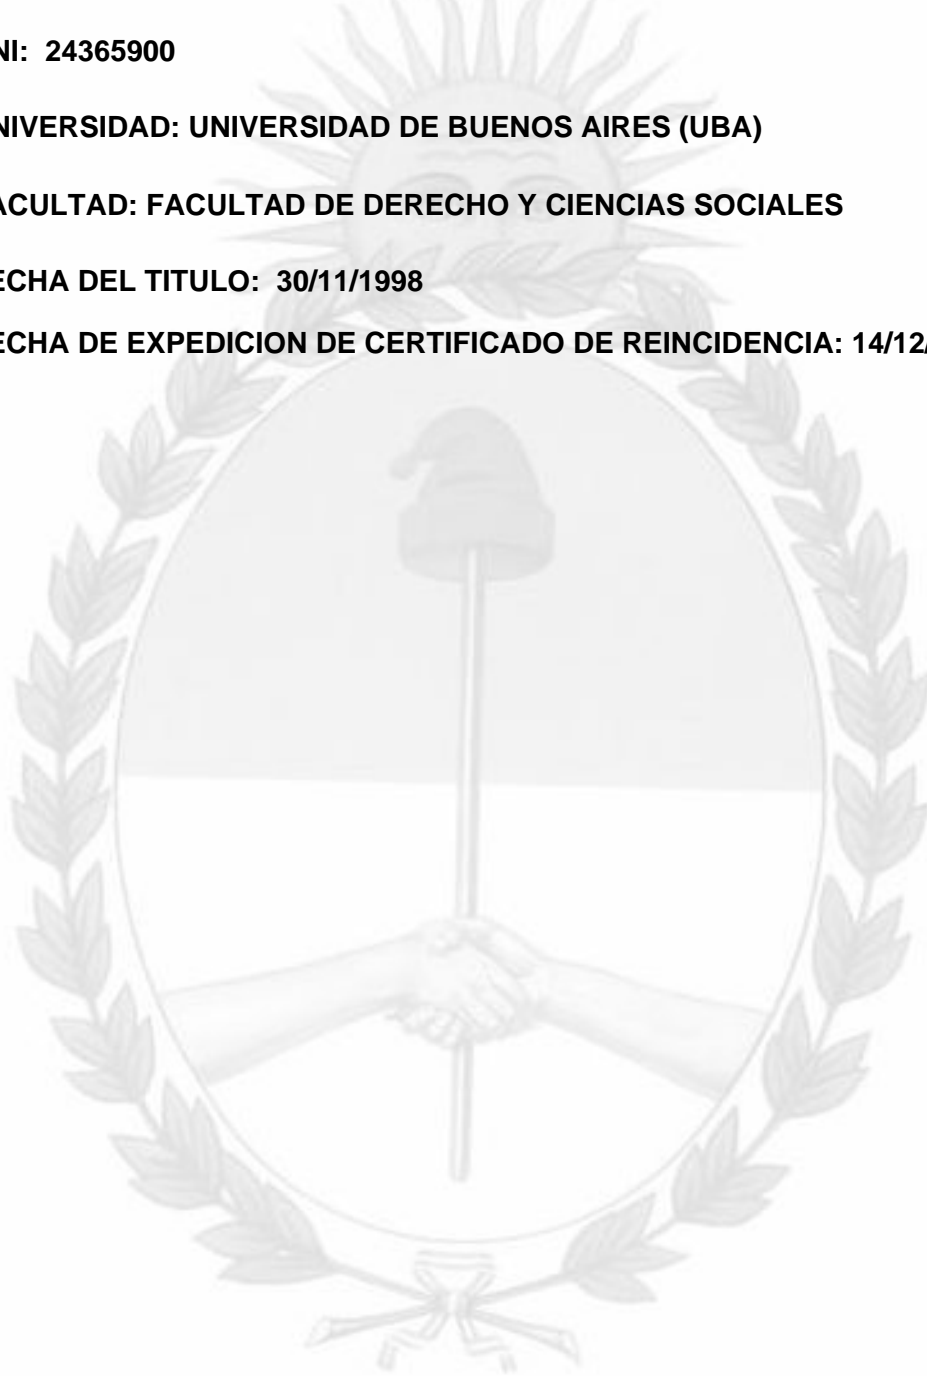 NI: 24365900
NIVERSIDAD: UNIVERSIDAD DE BUENOS AIRES (UBA)
ACULTAD: FACULTAD DE DERECHO Y CIENCIAS SOCIALES
ECHA DEL TITULO: 30/11/1998
ECHA DE EXPEDICION DE CERTIFICADO DE REINCIDENCIA: 14/12/